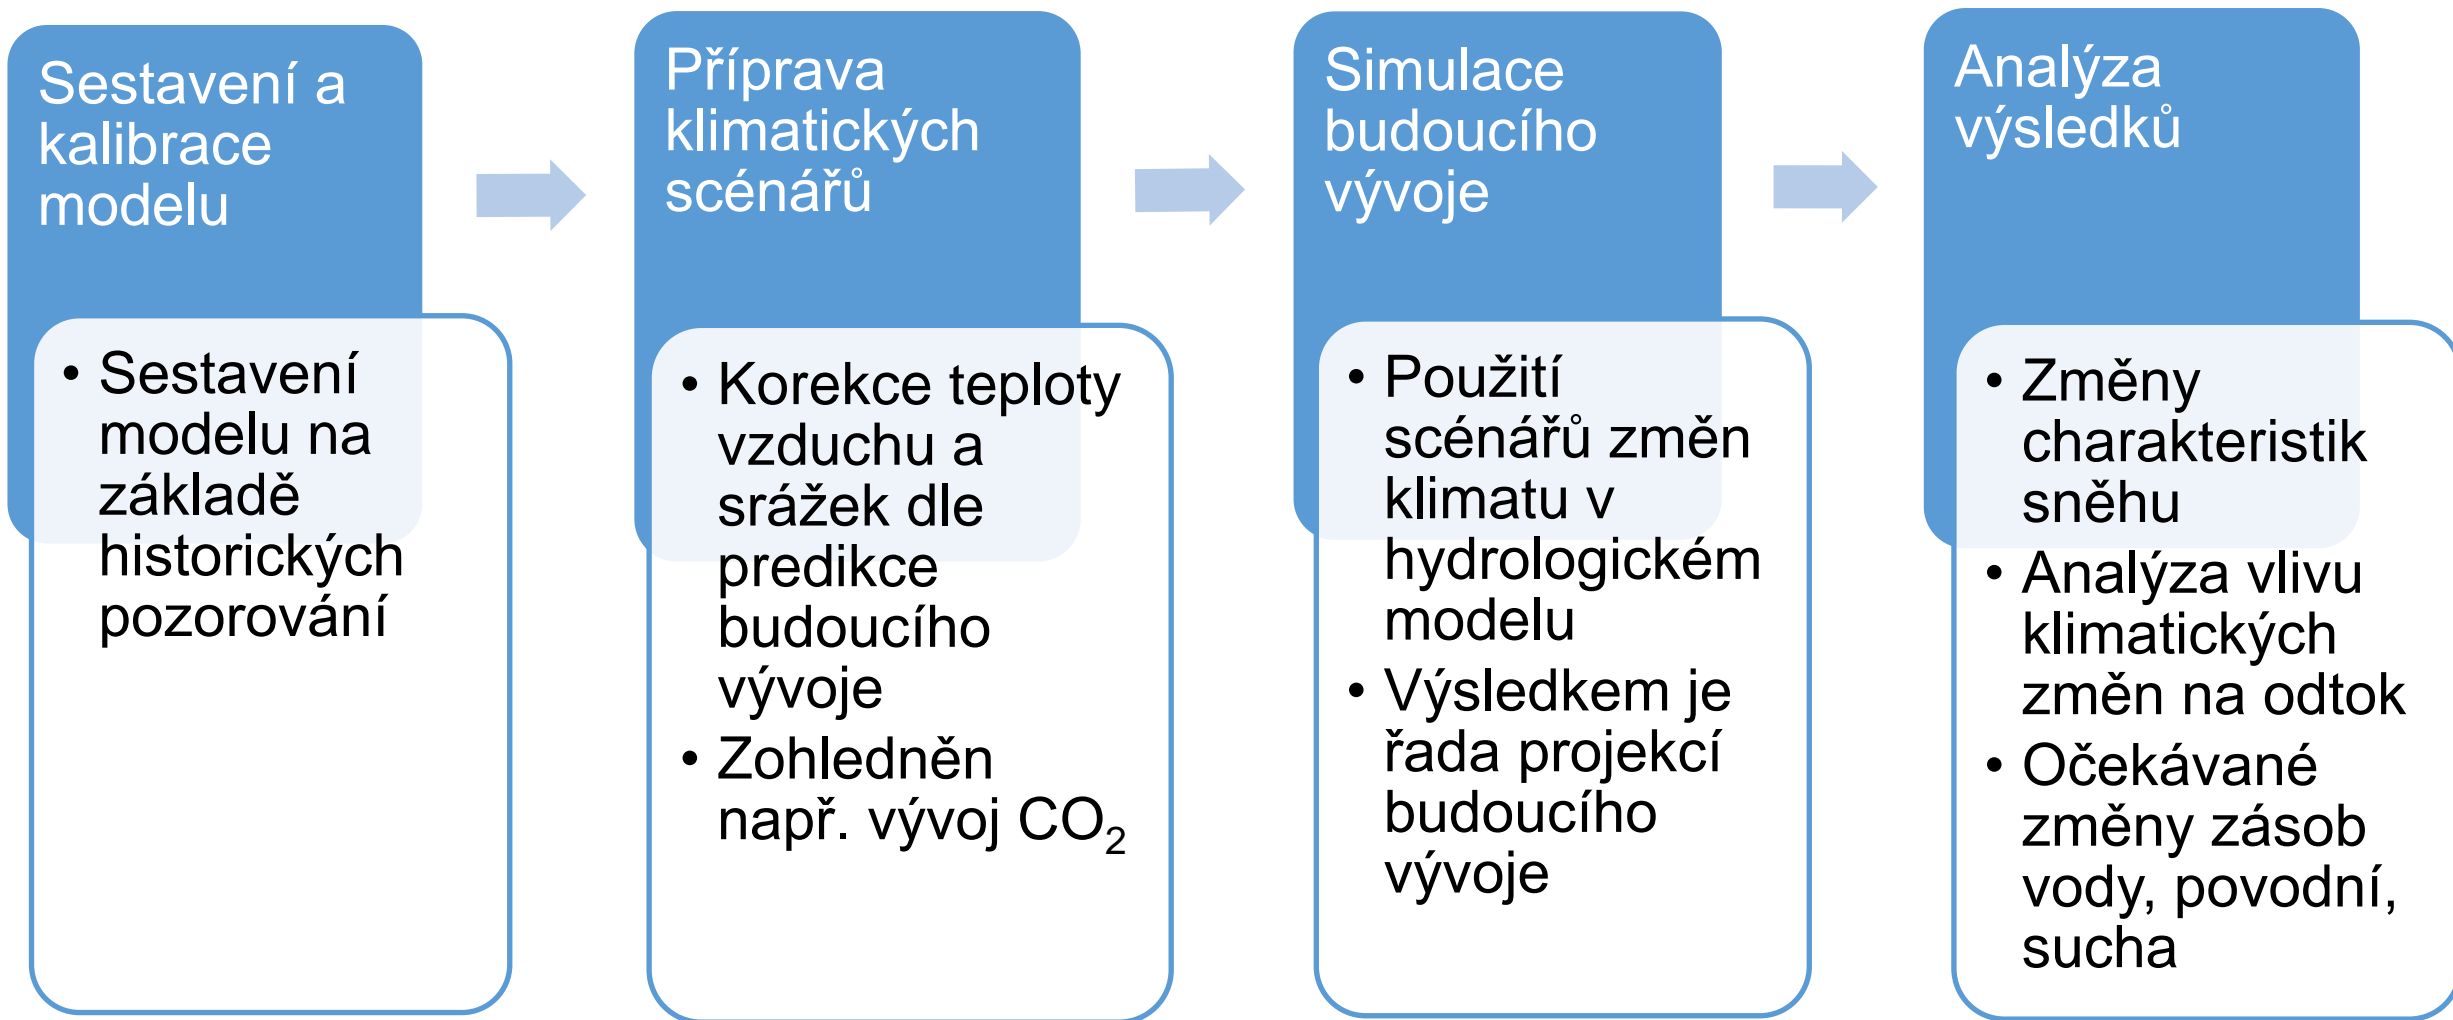 Sestavení a
kalibrace
modelu
• Sestavení
modelu na
základě
historických
pozorování
Příprava
klimatických
scénářů
• Korekce teploty
vzduchu a
srážek dle
predikce
budoucího
vývoje
• Zohledněn
např. vývoj CO₂
Simulace
budoucího
vývoje
• Použití
scénářů změn
klimatu v
hydrologickém
modelu
• Výsledkem je
řada projekcí
budoucího
vývoje
Analýza
výsledků
• Změny
charakteristik
sněhu
• Analýza vlivu
klimatických
změn na odtok
• Očekávané
změny zásob
vody, povodní,
sucha